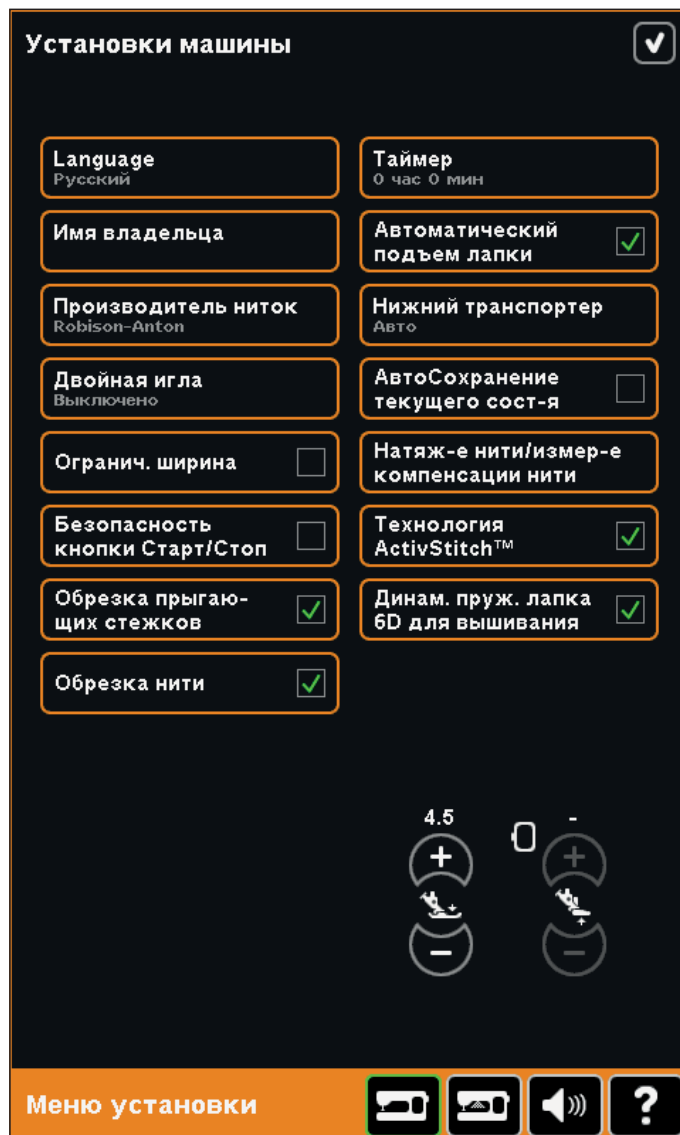 Установки машины
Language
Русский
Имя владельца
Производитель ниток
Robison-Anton
Двойная игла
Выключено
Огранич. ширина
Безопасность
кнопки Старт/Стоп
Обрезка прыгаю-
щих стежков
Обрезка нити
Таймер
0 час 0 мин
Автоматический
подъем лапки
Нижний транспортер
Авто
АвтоСохранение
текущего сост-я
Натяж-е нити/измер-е
компенсации нити
Технология
ActivStitch™
Динам. пруж. лапка
6D для вышивания
4.5
-
+
+
-
-
Меню установки
?